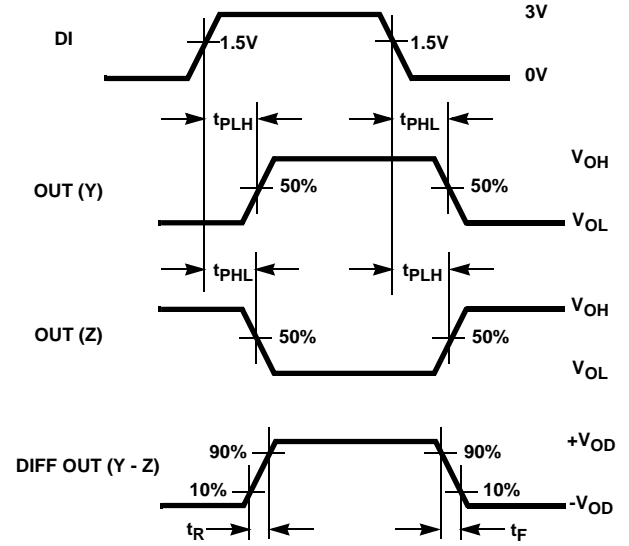 3V
DI
1.5V
1.5V
0V
tPLH
tPHL
VOH
OUT (Y)
50%
50%
VOL
tPHL
tPLH
VOH
OUT (Z)
50%
50%
VOL
+VOD
90%
90%
DIFF OUT (Y - Z)
10%
10%
-VOD
tR
tF